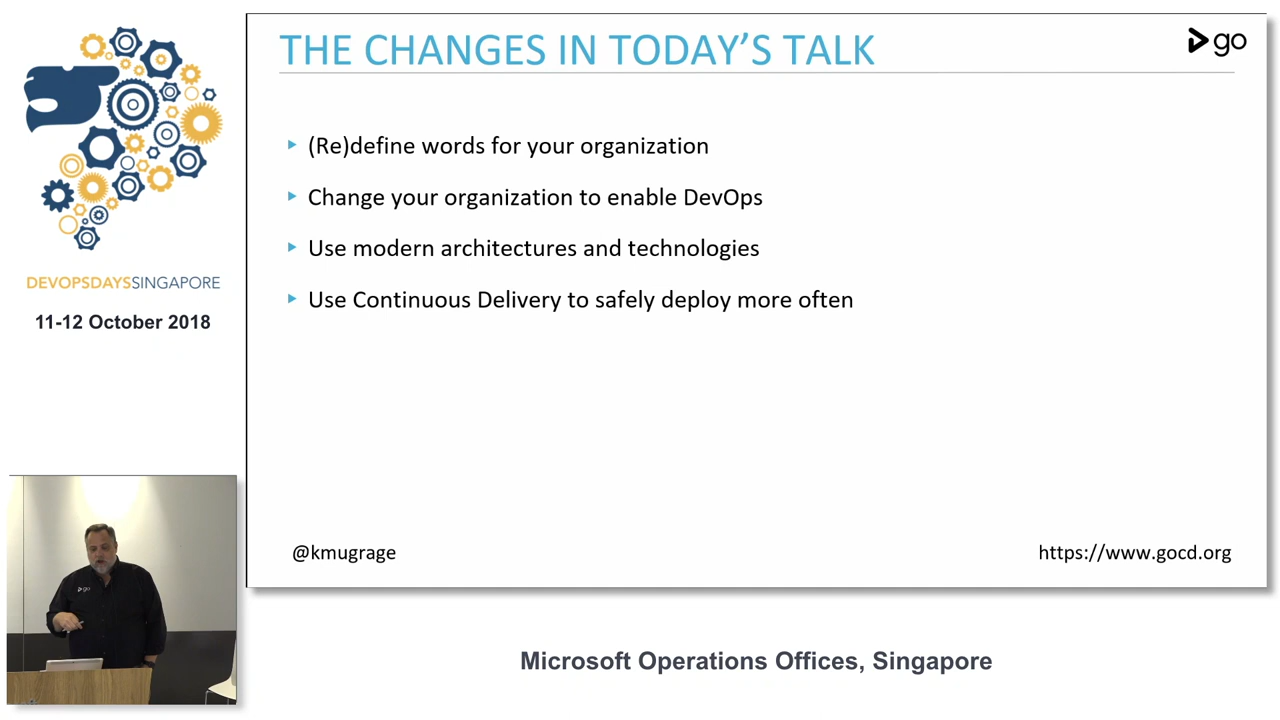 THE CHANGES IN TODAY'S TALK
go
(Re)define words for your organization
Change your organization to enable DevOps
Use modern architectures and technologies
Use Continuous Delivery to safely deploy more often
@kmugrage
https://www.gocd.org
DEVOPSDAYSSINGAPORE
11-12 October 2018
go
Microsoft Operations Offices, Singapore